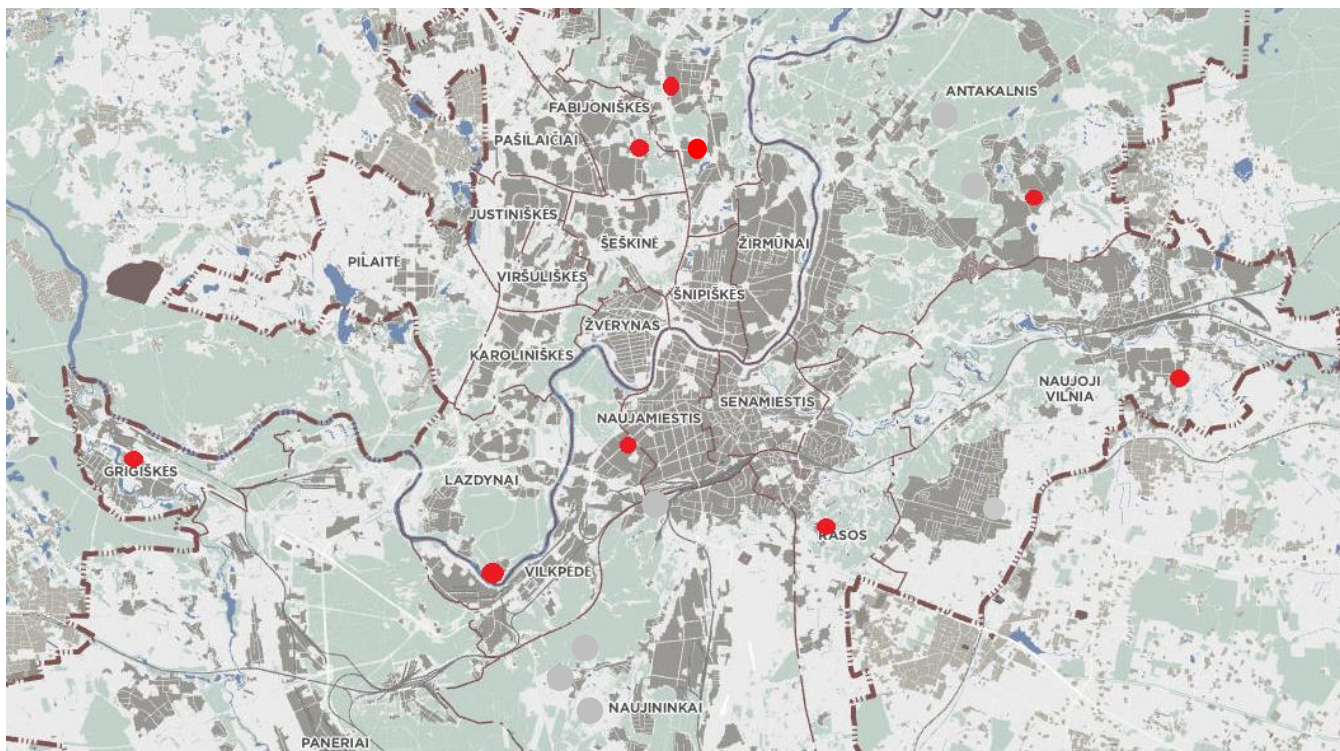 ANTAKALNIS
FABIJONIŠKĖS
PAŠILAIČIAI
JUSTINIŠKĖS
ŠEŠKINĖ
ŽIRMŪNAI
PILAITĖ
VIRŠULIŠKĖS
ŠNIPIŠKĖS
ŽVĖRYNAS
KAROLINIŠKĖS
NAUJOJI
VILNIA
SENAMIESTIS
NAUJAMIESTIS
GRIGIŠKĖS
LAZDYNAI
RASOS
VILKPĖDĖ
NAUJININKAI
PANERIAI